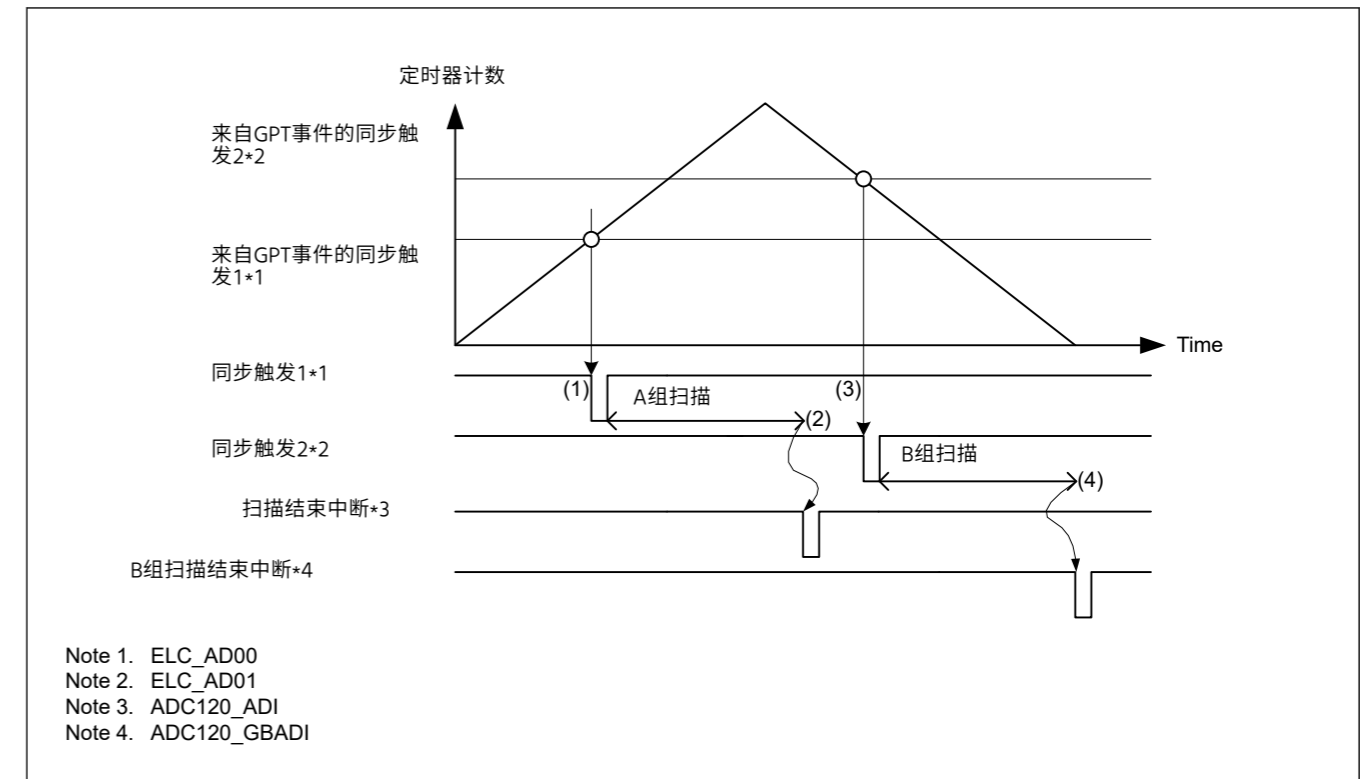 定时器计数
来自GPT事件的同步触
发2*2
来自GPT事件的同步触
发1*1
Time
同步触发1*1
(1)
A组扫描
(2)
(3)
同步触发2*2
B组扫描
(4)
扫描结束中断*3
B组扫描结束中断*4
Note 1. ELC_AD00
Note 2. ELC_AD01
Note 3. ADC120_ADI
Note 4. ADC120_GBADI